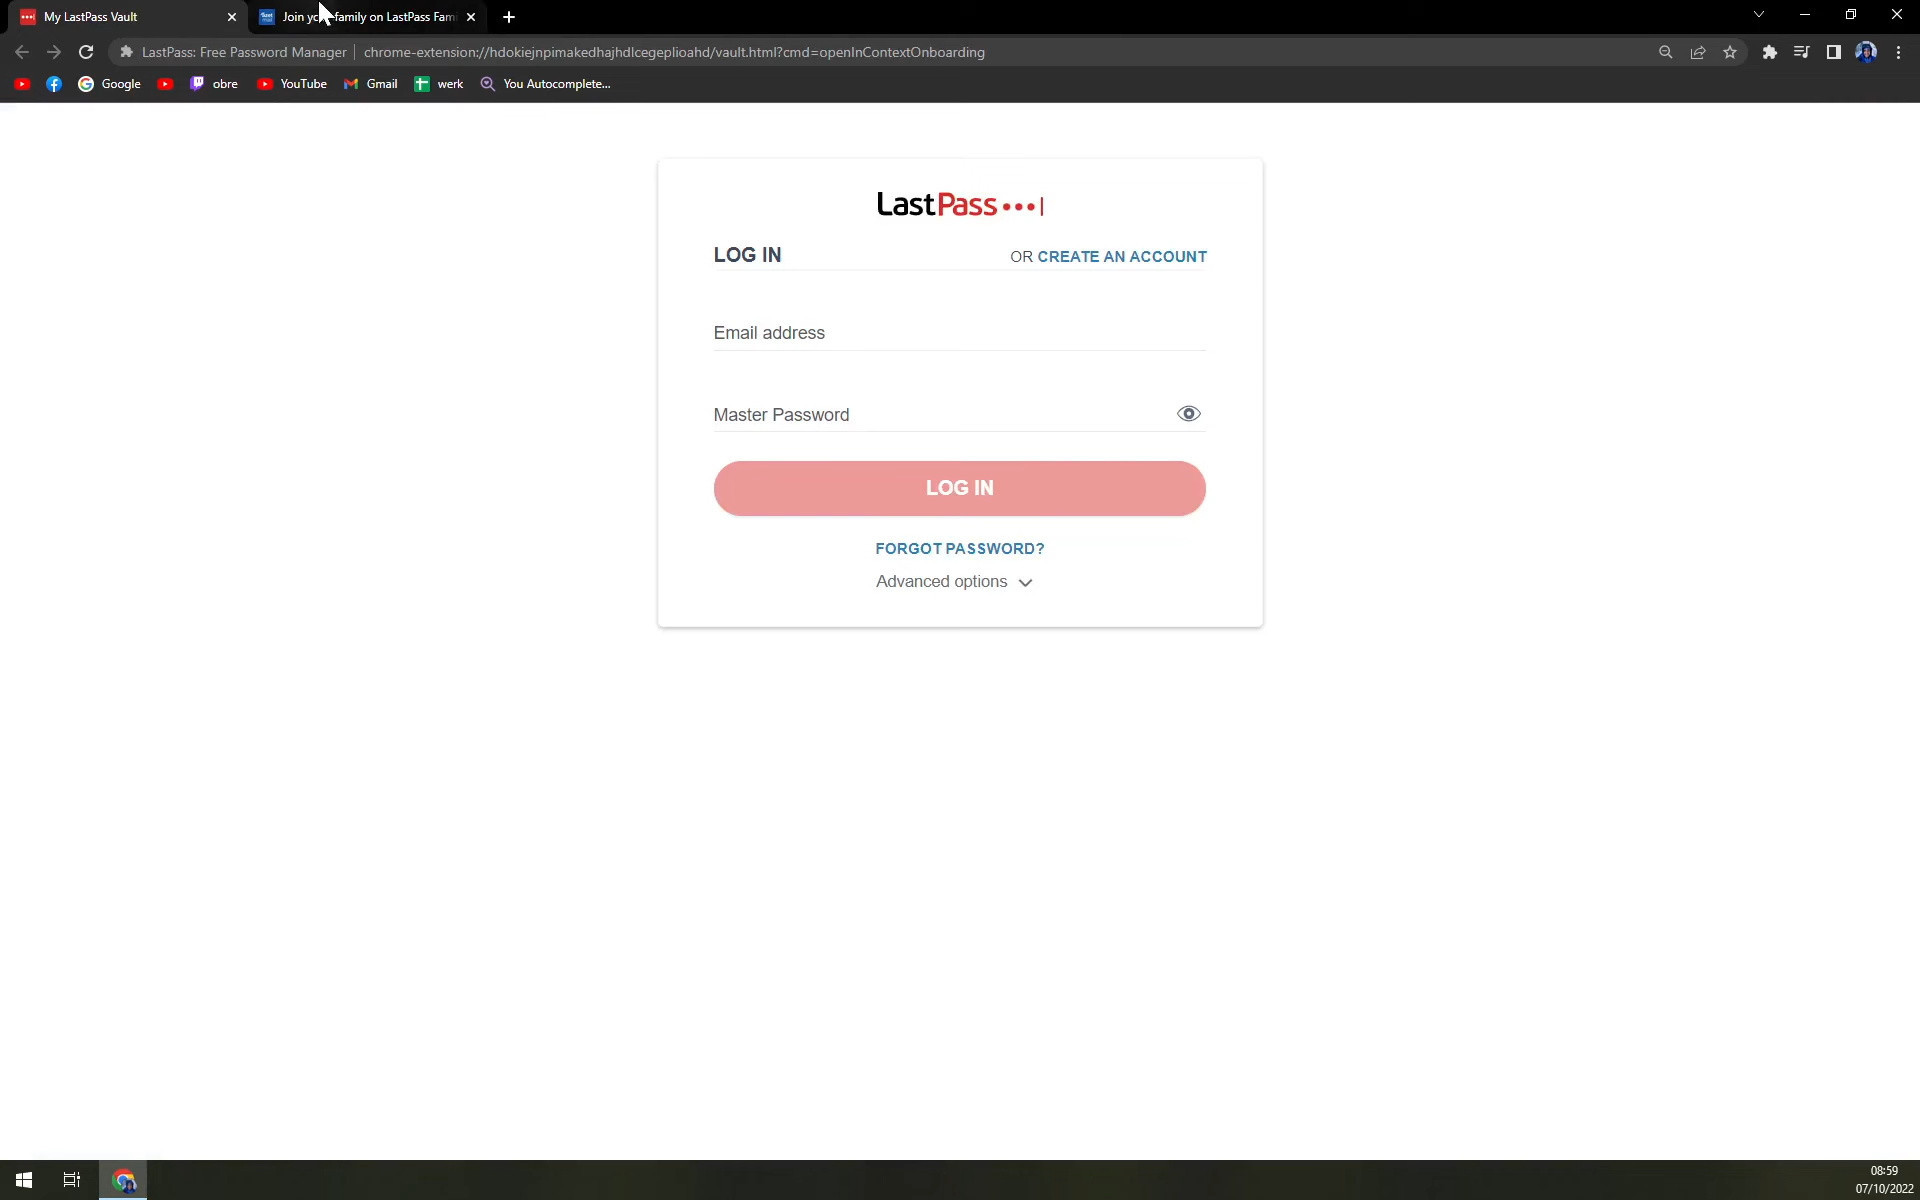 My LastPass Vault
Join your family on LastPass Fami
LastPass: Free Password Manager
chrome-extension://hdokiejnpimakedhajhdlcegeplioahd/vault.html?cmd=openInContextOnboarding
Google
obre
YouTube
Gmail
werk
You Autocomplete...
LastPass
LOG IN
OR CREATE AN ACCOUNT
Email address
Master Password
LOG IN
FORGOT PASSWORD?
Advanced options
08:59
07/10/2022